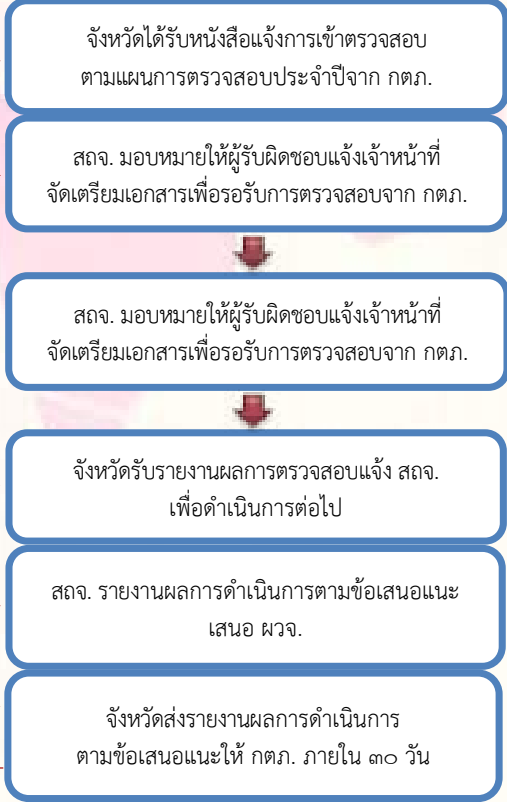 จังหวัดได้รับหนังสือแจ้งการเข้าตรวจสอบ
ตามแผนการตรวจสอบประจำปีจาก กตภ.
สถจ. มอบหมายให้ผู้รับผิดชอบแจ้งเจ้าหน้าที่
จัดเตรียมเอกสารเพื่อรอรับการตรวจสอบจาก กตภ.
สถจ. มอบหมายให้ผู้รับผิดชอบแจ้งเจ้าหน้าที่
จัดเตรียมเอกสารเพื่อรอรับการตรวจสอบจาก กตภ.
จังหวัดรับรายงานผลการตรวจสอบแจ้ง สถจ.
เพื่อดำเนินการต่อไป
สถจ. รายงานผลการดำเนินการตามข้อเสนอแนะ
เสนอ ผวจ.
จังหวัดส่งรายงานผลการดำเนินการ
ตามข้อเสนอแนะให้ กตภ. ภายใน ๓๐ วัน